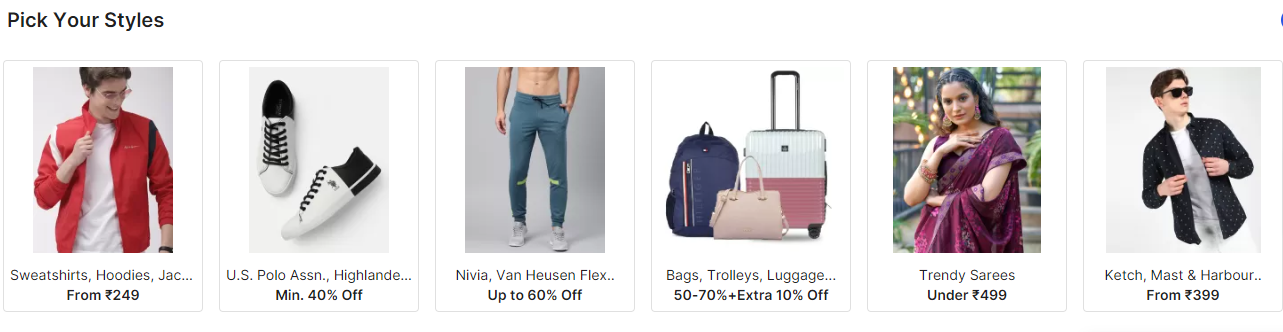 Pick Your Styles
Sweatshirts, Hoodies, Jac...
From ₹249
U.S. Polo Assn., Highlande...
Min. 40% Off
Nivia, Van Heusen Flex..
Up to 60% Off
Bags, Trolleys, Luggage...
50-70%+Extra 10% Off
Trendy Sarees
Under ₹499
Ketch, Mast & Harbour..
From ₹399